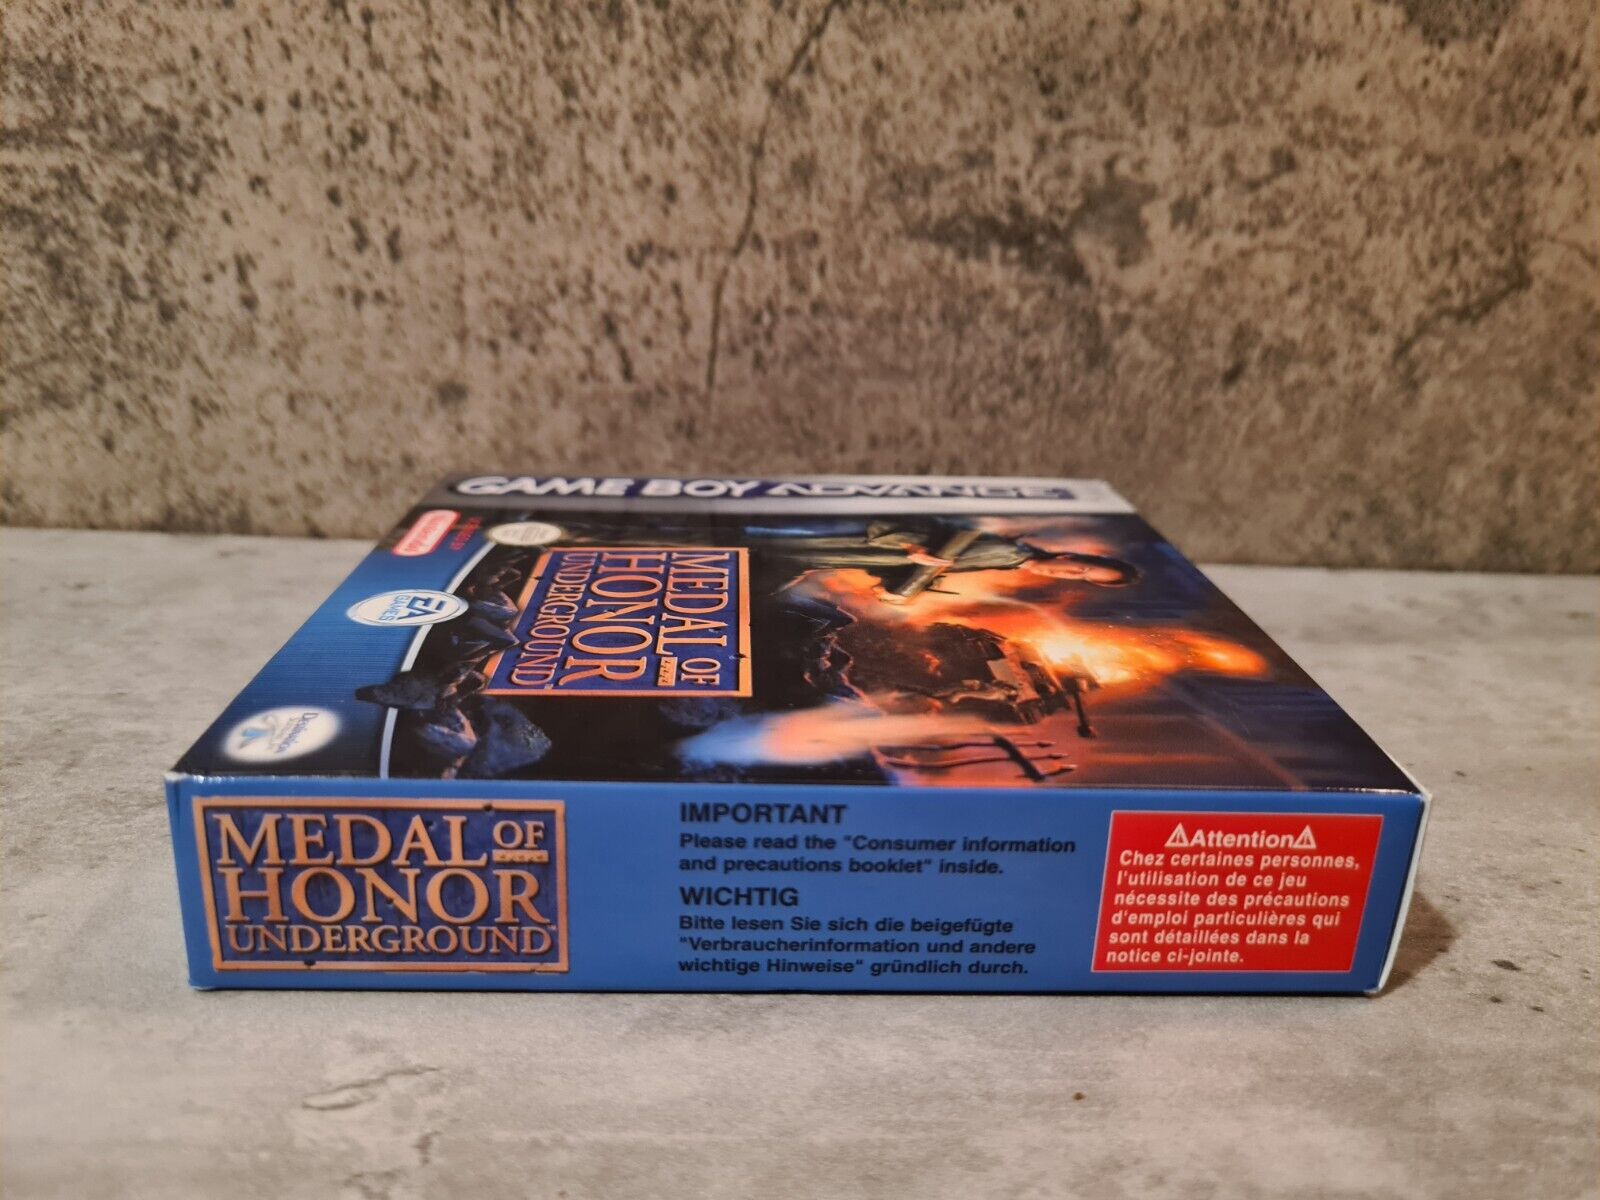 GAME BOY ADVANCE
Nintendo
EA
GAMES
MEDAL OF
HONOR
UNDERGROUND
Destination
MEDAL OF
HONOR
UNDERGROUND™
IMPORTANT
Please read the "Consumer information
and precautions booklet" inside.
WICHTIG
Bitte lesen Sie sich die beigefügte
"Verbraucherinformation und andere
wichtige Hinweise" gründlich durch.
⚠Attention⚠
Chez certaines personnes,
l'utilisation de ce jeu
nécessite des précautions
d'emploi particulières qui
sont détaillées dans la
notice ci-jointe.